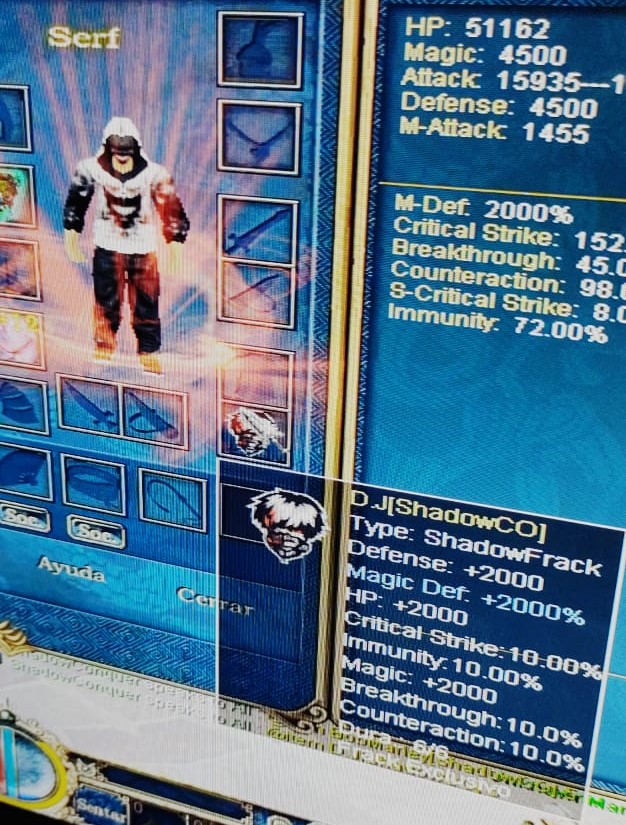 Serf
HP: 51162
Magic: 4500
Attack: 15935—1
Defense: 4500
M-Attack: 1455
M-Def: 2000%
Critical Strike: 152.
Breakthrough: 45.0
Counteraction: 98.
S-Critical Strike: 8.0
Immunity: 72.00%
D.J[ShadowCO]
Type: ShadowFrack
Defense: +2000
Magic Def: +2000%
HP: +2000
Critical Strike:10.00%
Immunity:10.00%
Magic: +2000
Breakthrough:10.0%
Counteraction:10.0%
Dura: 6/6
Frack Exclusivo
Soc
Soc
Ayuda
Cerrar
ShadowConquer speaks to All
ShadowConquer speaks to All
Sentar
0